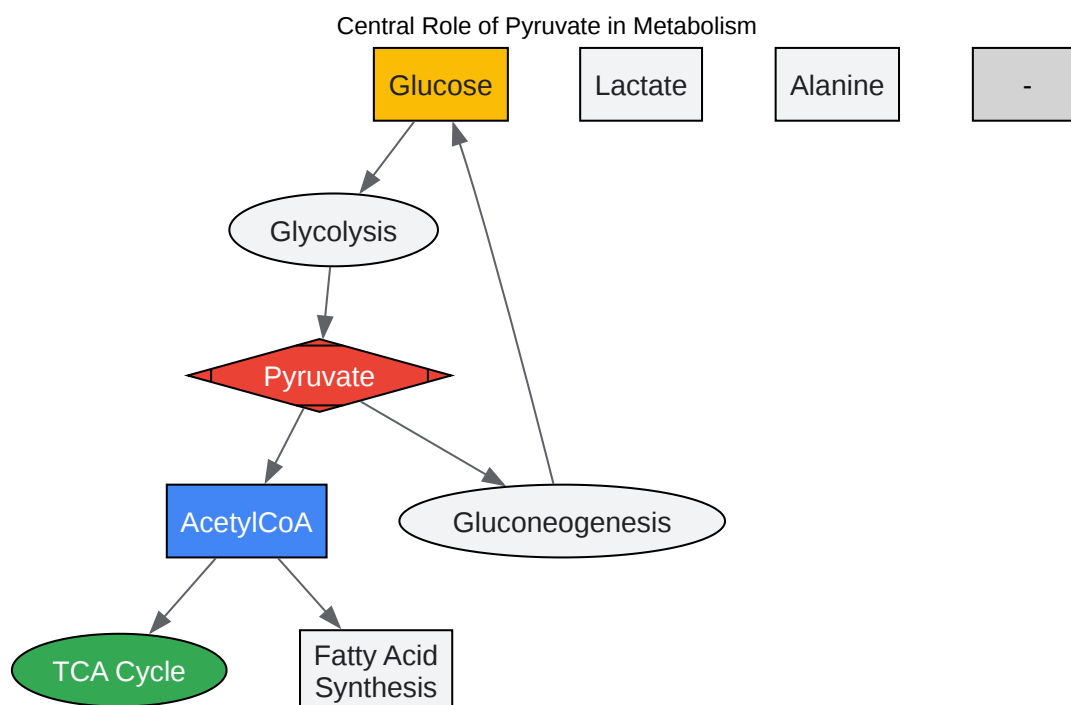 Central Role of Pyruvate in Metabolism
Glucose
Lactate
Alanine
-
Glycolysis
Pyruvate
AcetylCoA
Gluconeogenesis
TCA Cycle
Fatty Acid
Synthesis